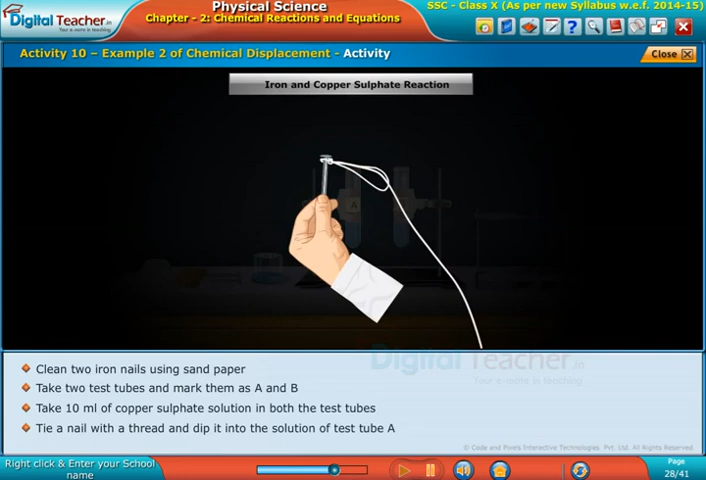 Digital Teacher.in
Your e-mate in teaching
Physical Science
Chapter - 2: Chemical Reactions and Equations
SSC - Class X (As per new Syllabus w.e.f. 2014-15)
Activity 10 – Example 2 of Chemical Displacement - Activity
Close
Iron and Copper Sulphate Reaction
A
Clean two iron nails using sand paper
Take two test tubes and mark them as A and B
Take 10 ml of copper sulphate solution in both the test tubes
Tie a nail with a thread and dip it into the solution of test tube A
Digital Teacher.in
Your e-mate in teaching
© Code and Pixels Interactive Technologies Pvt. Ltd. All Rights Reserved
Right click & Enter your School
name
Page
28/41